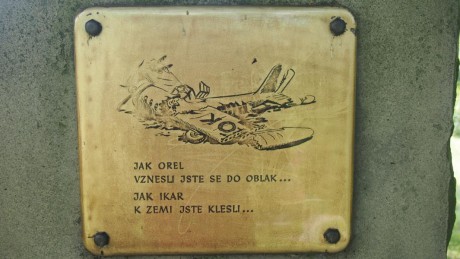 JAK OREL
VZNESLI JSTE SE DO OBLAK...
JAK IKAR
K ZEMI JSTE KLESLI...